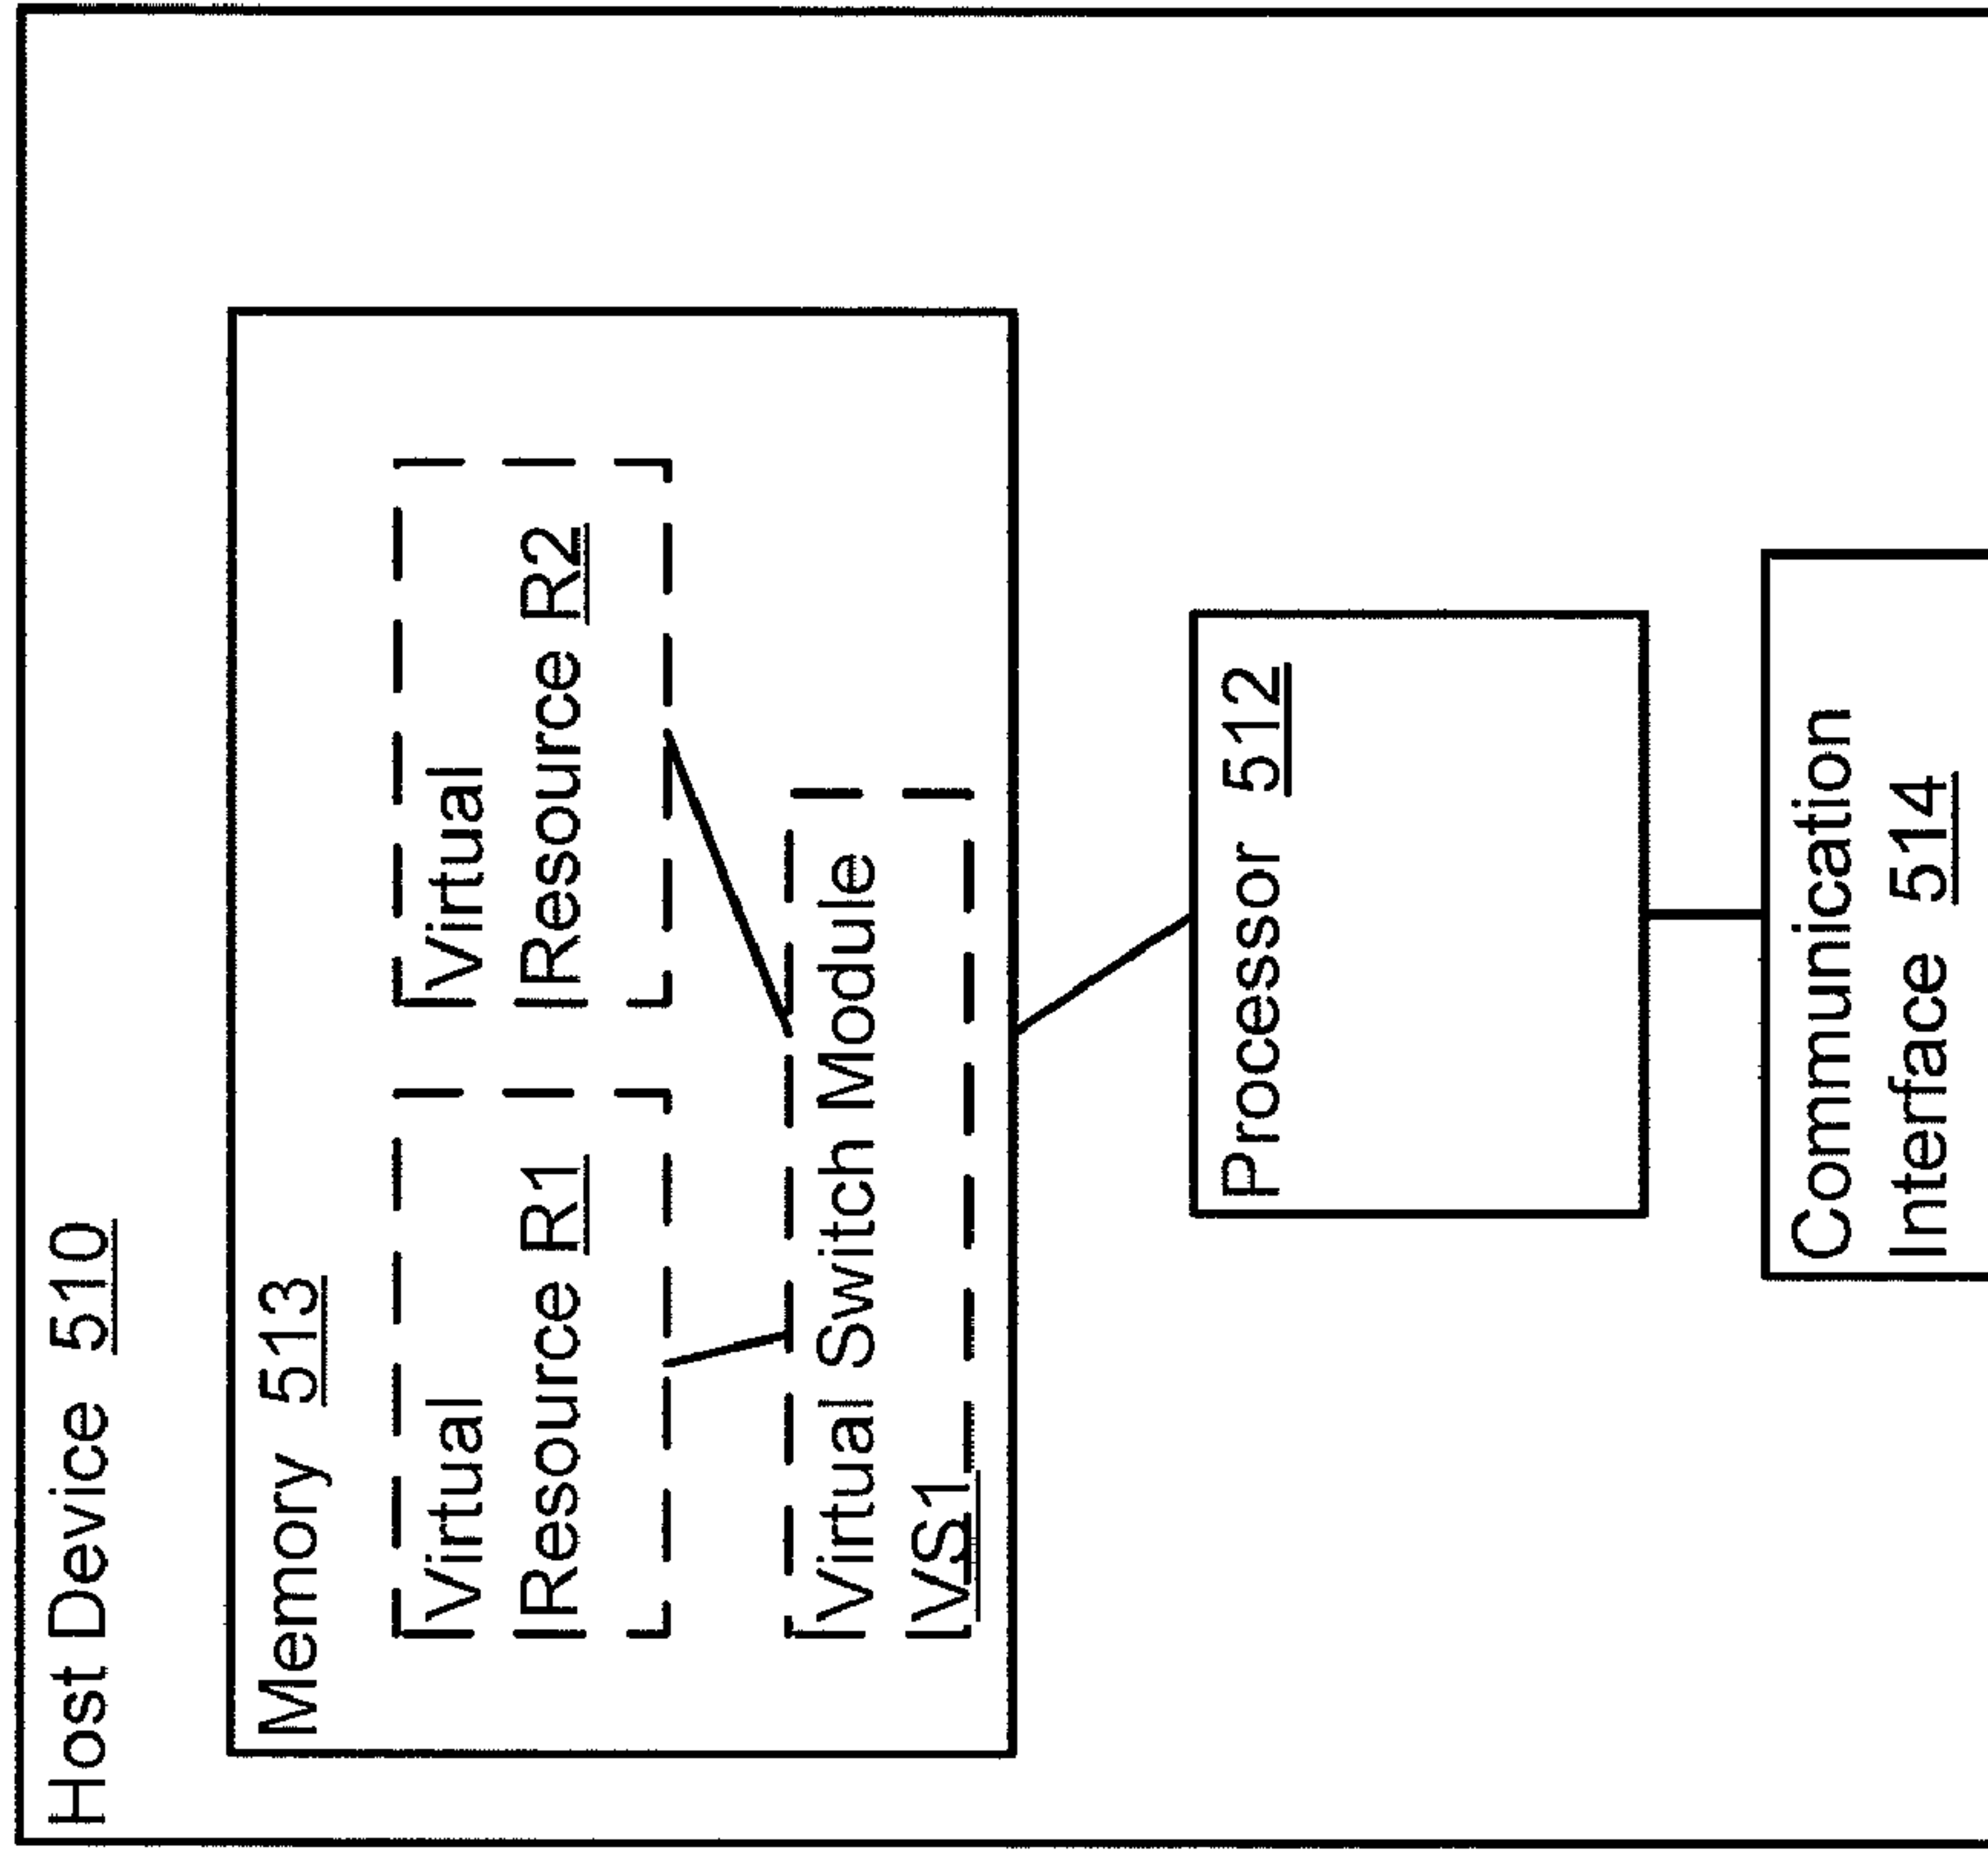 Host Device 510
Memory 513
Virtual
Resource R1
Virtual
Resource R2
Virtual Switch Module
VS1
Processor 512
Communication
Interface 514